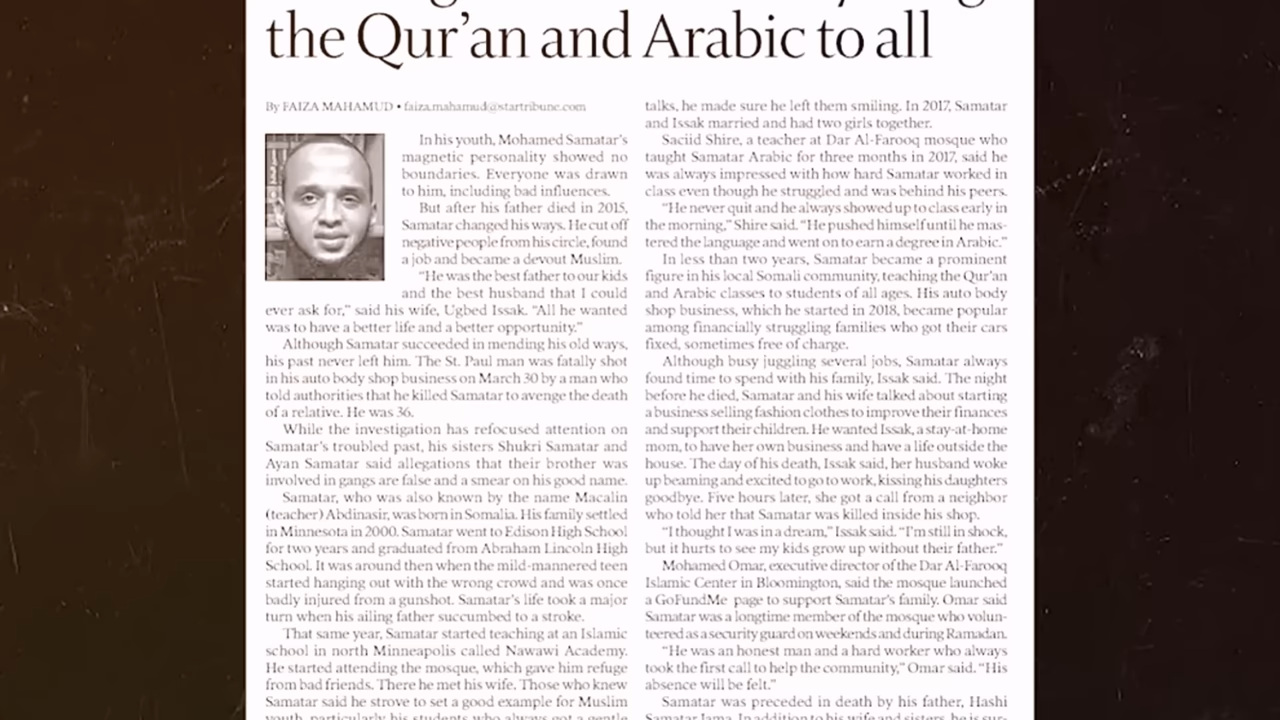 the Qur'an and Arabic to all
By FAIZA MAHAMUD • faiza.mahamud@startribune.com
In his youth, Mohamed Samatar's
magnetic personality showed no
boundaries. Everyone was drawn
to him, including bad influences.
But after his father died in 2015,
Samatar changed his ways. He cut off
negative people from his circle, found
a job and became a devout Muslim.
"He was the best father to our kids
and the best husband that I could
ever ask for," said his wife, Ugbed Issak. "All he wanted
was to have a better life and a better opportunity."
Although Samatar succeeded in mending his old ways,
his past never left him. The St. Paul man was fatally shot
in his auto body shop business on March 30 by a man who
told authorities that he killed Samatar to avenge the death
of a relative. He was 36.
While the investigation has refocused attention on
Samatar's troubled past, his sisters Shukri Samatar and
Ayan Samatar said allegations that their brother was
involved in gangs are false and a smear on his good name.
Samatar, who was also known by the name Macalin
(teacher) Abdinasir, was born in Somalia. His family settled
in Minnesota in 2000. Samatar went to Edison High School
for two years and graduated from Abraham Lincoln High
School. It was around then when the mild-mannered teen
started hanging out with the wrong crowd and was once
badly injured from a gunshot. Samatar's life took a major
turn when his ailing father succumbed to a stroke.
That same year, Samatar started teaching at an Islamic
school in north Minneapolis called Nawawi Academy.
He started attending the mosque, which gave him refuge
from bad friends. There he met his wife. Those who knew
Samatar said he strove to set a good example for Muslim
youth, particularly his students who always got a gentle
talks, he made sure he left them smiling. In 2017, Samatar
and Issak married and had two girls together.
Saciid Shire, a teacher at Dar Al-Farooq mosque who
taught Samatar Arabic for three months in 2017, said he
was always impressed with how hard Samatar worked in
class even though he struggled and was behind his peers.
"He never quit and he always showed up to class early in
the morning," Shire said. "He pushed himself until he mas-
tered the language and went on to earn a degree in Arabic."
In less than two years, Samatar became a prominent
figure in his local Somali community, teaching the Qur'an
and Arabic classes to students of all ages. His auto body
shop business, which he started in 2018, became popular
among financially struggling families who got their cars
fixed, sometimes free of charge.
Although busy juggling several jobs, Samatar always
found time to spend with his family, Issak said. The night
before he died, Samatar and his wife talked about starting
a business selling fashion clothes to improve their finances
and support their children. He wanted Issak, a stay-at-home
mom, to have her own business and have a life outside the
house. The day of his death, Issak said, her husband woke
up beaming and excited to go to work, kissing his daughters
goodbye. Five hours later, she got a call from a neighbor
who told her that Samatar was killed inside his shop.
"I thought I was in a dream," Issak said. "I'm still in shock,
but it hurts to see my kids grow up without their father."
Mohamed Omar, executive director of the Dar Al-Farooq
Islamic Center in Bloomington, said the mosque launched
a GoFundMe page to support Samatar's family. Omar said
Samatar was a longtime member of the mosque who volun-
teered as a security guard on weekends and during Ramadan.
"He was an honest man and a hard worker who always
took the first call to help the community," Omar said. "His
absence will be felt."
Samatar was preceded in death by his father, Hashi
Samatar Jama. In addition to his wife and sisters, he is sur-